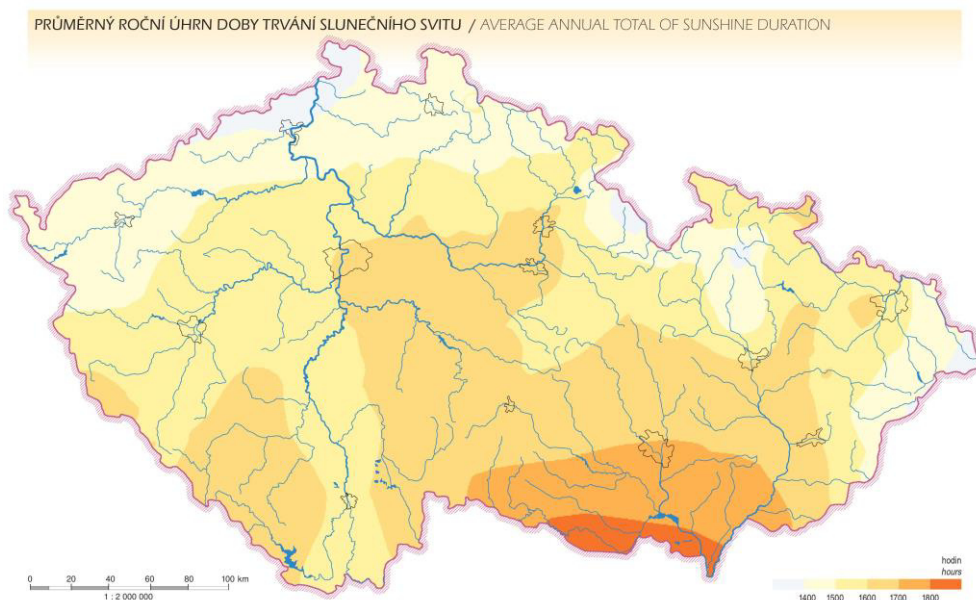 PRŮMĚRNÝ ROČNÍ ÚHRN DOBY TRVÁNÍ SLUNEČNÍHO SVITU / AVERAGE ANNUAL TOTAL OF SUNSHINE DURATION
hodin
hours
0 20 40 60 80 100 km
1 : 2 000 000
1400 1500 1600 1700 1800